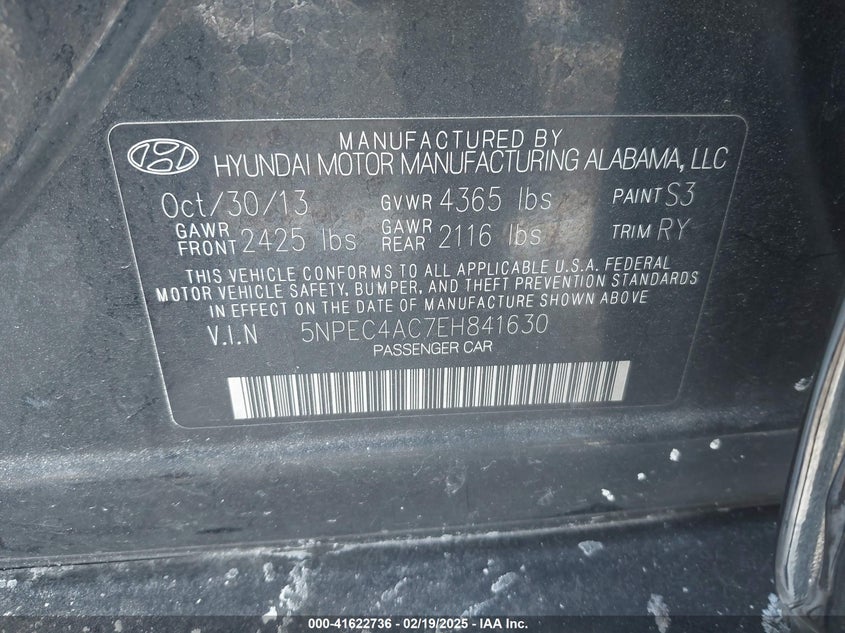 MANUFACTURED BY
HYUNDAI MOTOR MANUFACTURING ALABAMA, LLC
Oct/30/13 GVWR 4365 lbs PAINT S3
GAWR FRONT 2425 lbs GAWR REAR 2116 lbs TRIM RY
THIS VEHICLE CONFORMS TO ALL APPLICABLE U.S.A. FEDERAL
MOTOR VEHICLE SAFETY, BUMPER, AND THEFT PREVENTION STANDARDS
IN EFFECT ON THE DATE OF MANUFACTURE SHOWN ABOVE
V.I.N 5NPEC4AC7EH841630
PASSENGER CAR
000-41622736 - 02/19/2025 - IAA Inc.